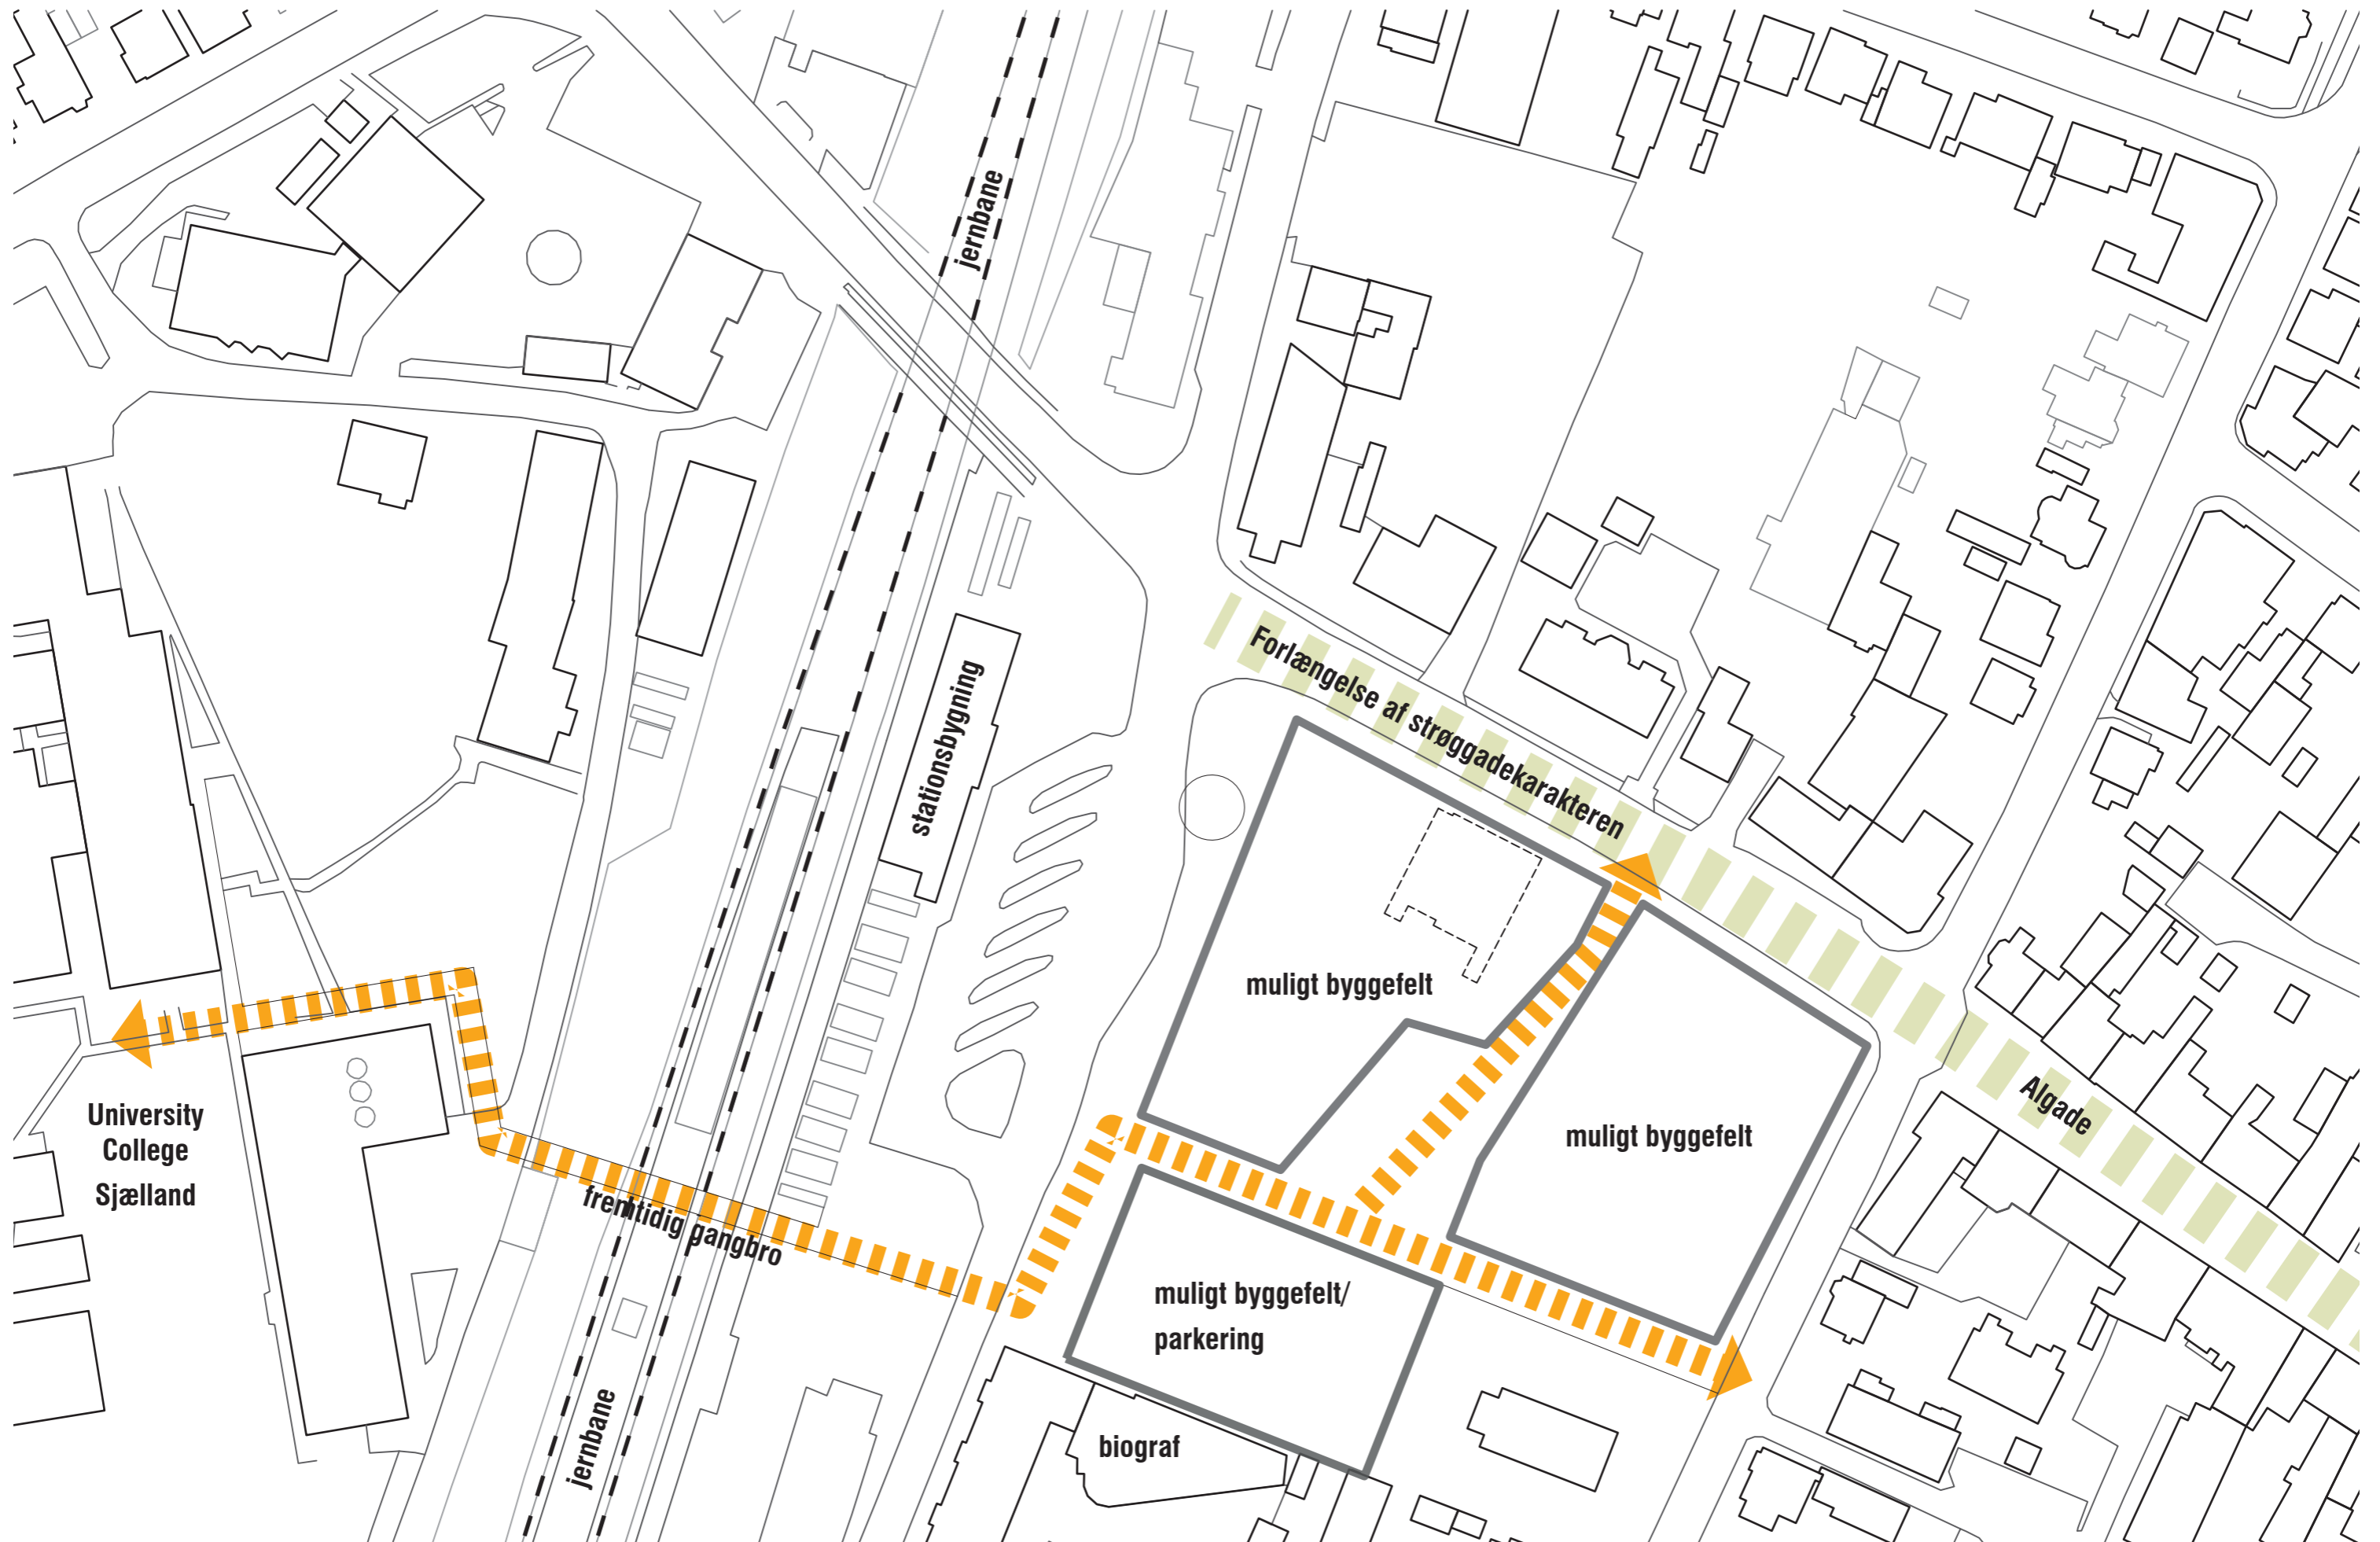 jernbane
Forlængelse af strøggadekarakteren
stationsbygning
muligt byggefelt
Algade
University
College
Sjælland
muligt byggefelt
fremtidig gangbro
muligt byggefelt/
parkering
jernbane
biograf